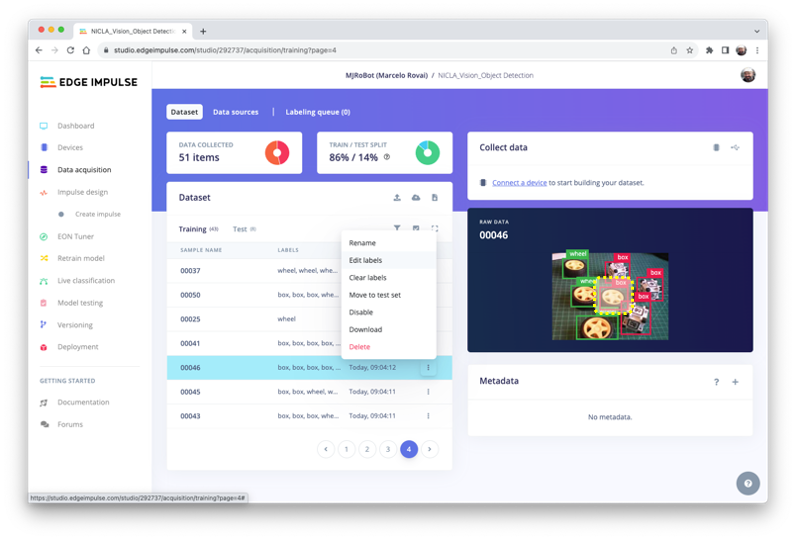 NICLA_Vision_Object Detecti
studio.edgeimpulse.com/studio/292737/acquisition/training?page=4
EDGE IMPULSE
MJRoBot (Marcelo Rovai) / NICLA_Vision_Object Detection
Dashboard
Devices
Data acquisition
Impulse design
Create impulse
EON Tuner
Retrain model
Live classification
Model testing
Versioning
Deployment
GETTING STARTED
Documentation
Forums
Dataset Data sources | Labeling queue (0)
DATA COLLECTED
51 items
TRAIN / TEST SPLIT
86% / 14%
Dataset
Training (43) Test (8)
SAMPLE NAME LABELS
00037 wheel, wheel, whe...
00050 box, box, box, whe...
00025 wheel
00041 box, box, box, box, ...
00046 box, box, box, box, ... Today, 09:04:12
00045 box, box, wheel, w... Today, 09:04:11
00043 box, box, box, whe... Today, 09:04:11
Rename
Edit labels
Clear labels
Move to test set
Disable
Download
Delete
‹ 1 2 3 4 ›
Collect data
Connect a device to start building your dataset.
RAW DATA
00046
wheel
box
box
wheel
box
box
Metadata
? +
No metadata.
?
https://studio.edgeimpulse.com/studio/292737/acquisition/training?page=4#